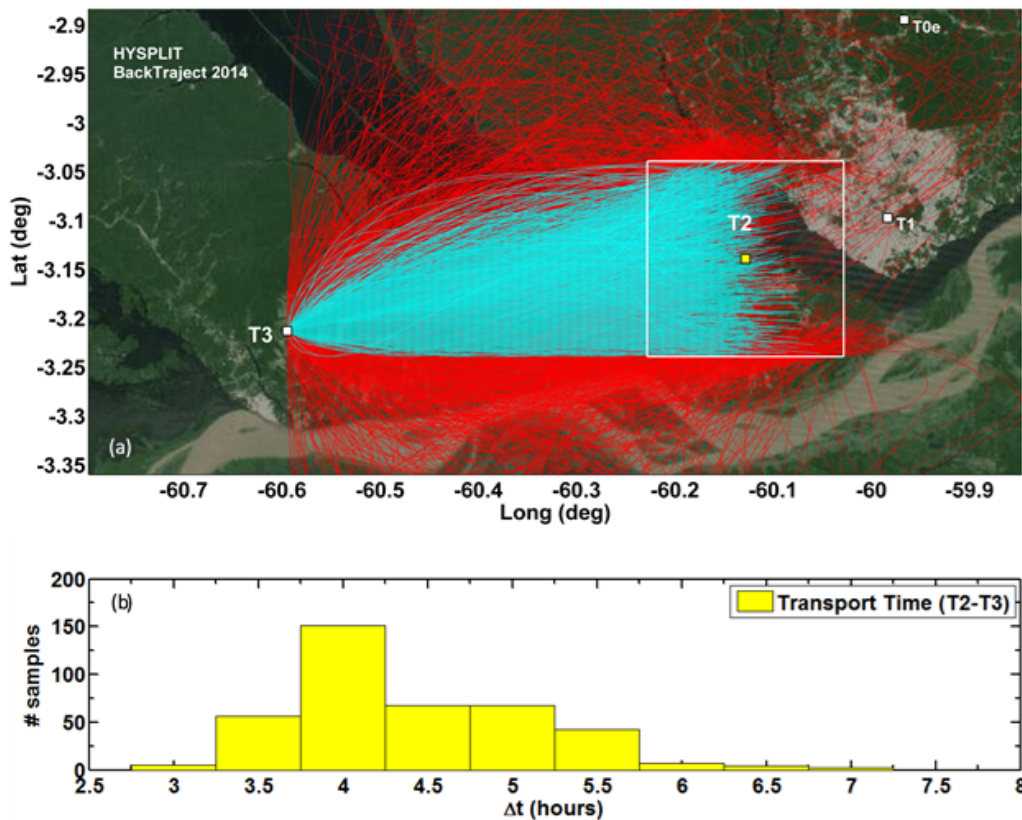 HYSPLIT
BackTraject 2014
T0e
T1
T2
T3
(a)
-2.9
-2.95
-3
-3.05
-3.1
-3.15
-3.2
-3.25
-3.3
-3.35
Lat (deg)
-60.7 -60.6 -60.5 -60.4 -60.3 -60.2 -60.1 -60 -59.9
Long (deg)
(b)
Transport Time (T2-T3)
200
150
100
50
0
# samples
2.5 3 3.5 4 4.5 5 5.5 6 6.5 7 7.5 8
Δt (hours)